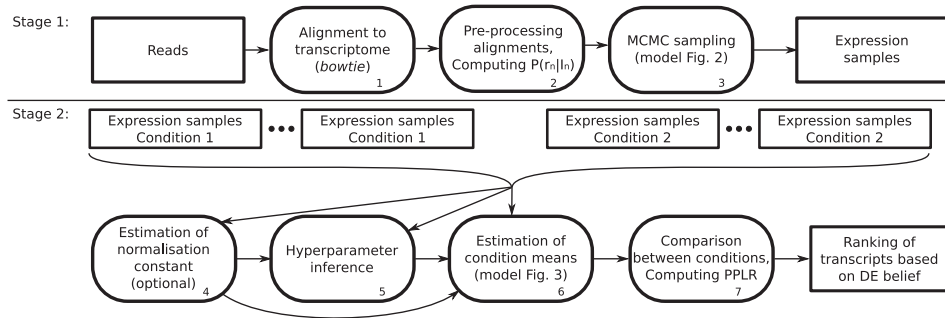 Stage 1:
Reads
Alignment to
transcriptome
(bowtie)
1
Pre-processing
alignments,
Computing P(rₙ|Iₙ)
2
MCMC sampling
(model Fig. 2)
3
Expression
samples
Stage 2:
Expression samples
Condition 1
•••
Expression samples
Condition 1
Expression samples
Condition 2
•••
Expression samples
Condition 2
Estimation of
normalisation
constant
(optional)
4
Hyperparameter
inference
5
Estimation of
condition means
(model Fig. 3)
6
Comparison
between conditions,
Computing PPLR
7
Ranking of
transcripts based
on DE belief